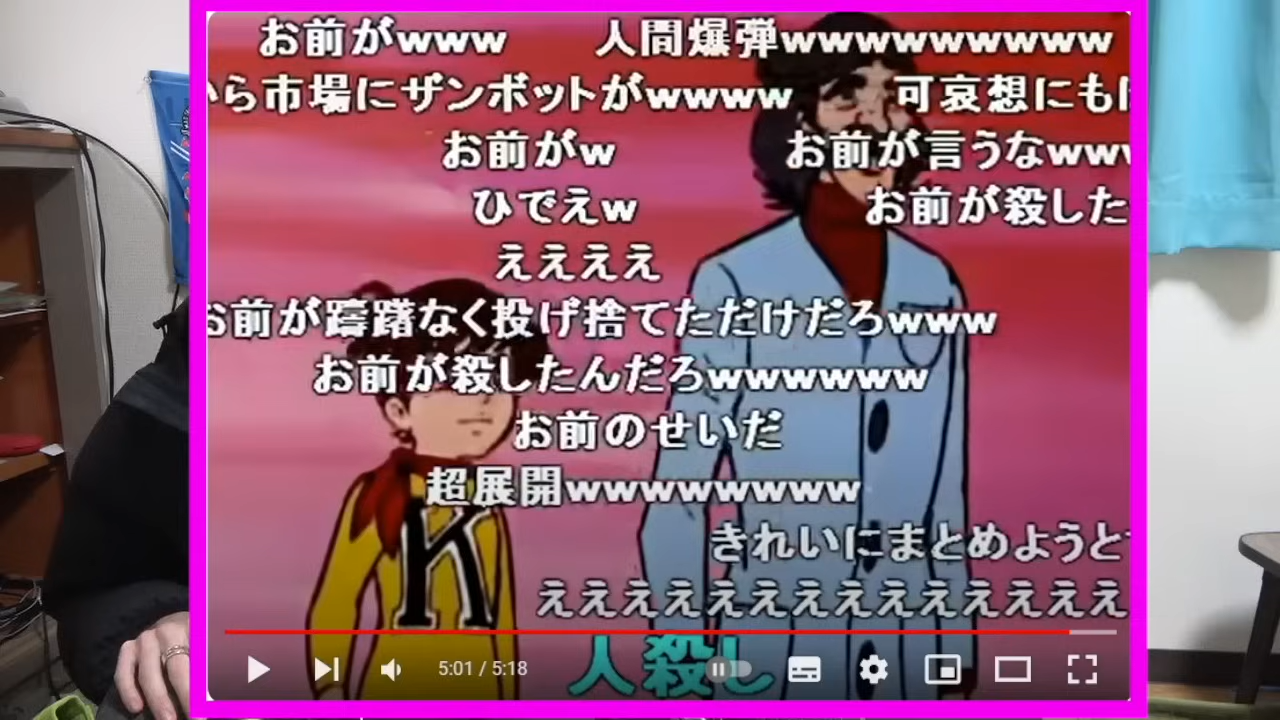 お前がwww 人間爆弾wwwwwwwwww
から市場にザンボットがwwww 可哀想にも
お前がw お前が言うなwww
ひでえw お前が殺した
ええええ
お前が躊躇なく投げ捨てただけだろwww
お前が殺したんだろwwwwwww
お前のせいだ
K
超展開wwwwwwwww
きれいにまとめようと
ええええええええええええええ
人殺し
5:01 / 5:18